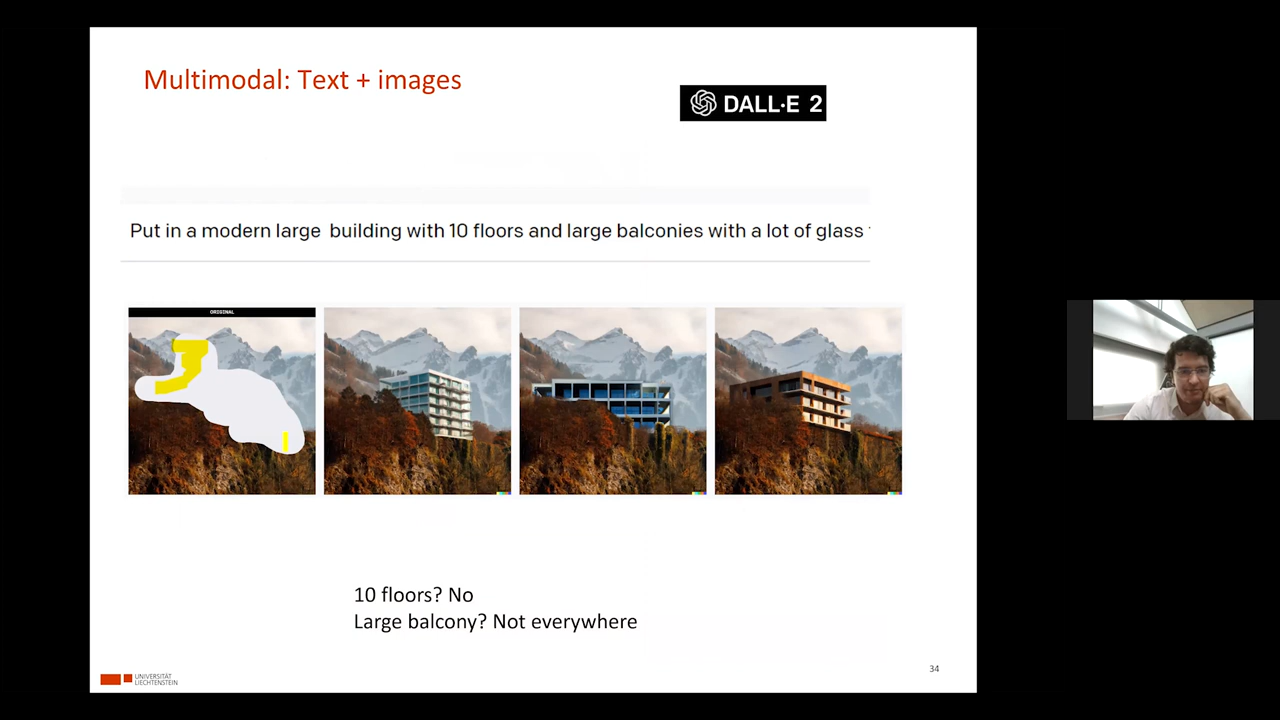 Multimodal: Text + images
DALL·E 2
Put in a modern large building with 10 floors and large balconies with a lot of glass
ORIGINAL
10 floors? No
Large balcony? Not everywhere
UNIVERSITÄT
LIECHTENSTEIN
34